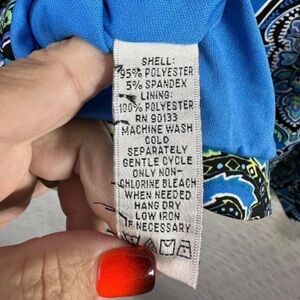 SHELL:
95% POLYESTER
5% SPANDEX
LINING:
100% POLYESTER
RN 90133
MACHINE WASH
COLD
SEPARATELY
GENTLE CYCLE
ONLY NON-
CHLORINE BLEACH
WHEN NEEDED
HANG DRY
LOW IRON
IF NECESSARY